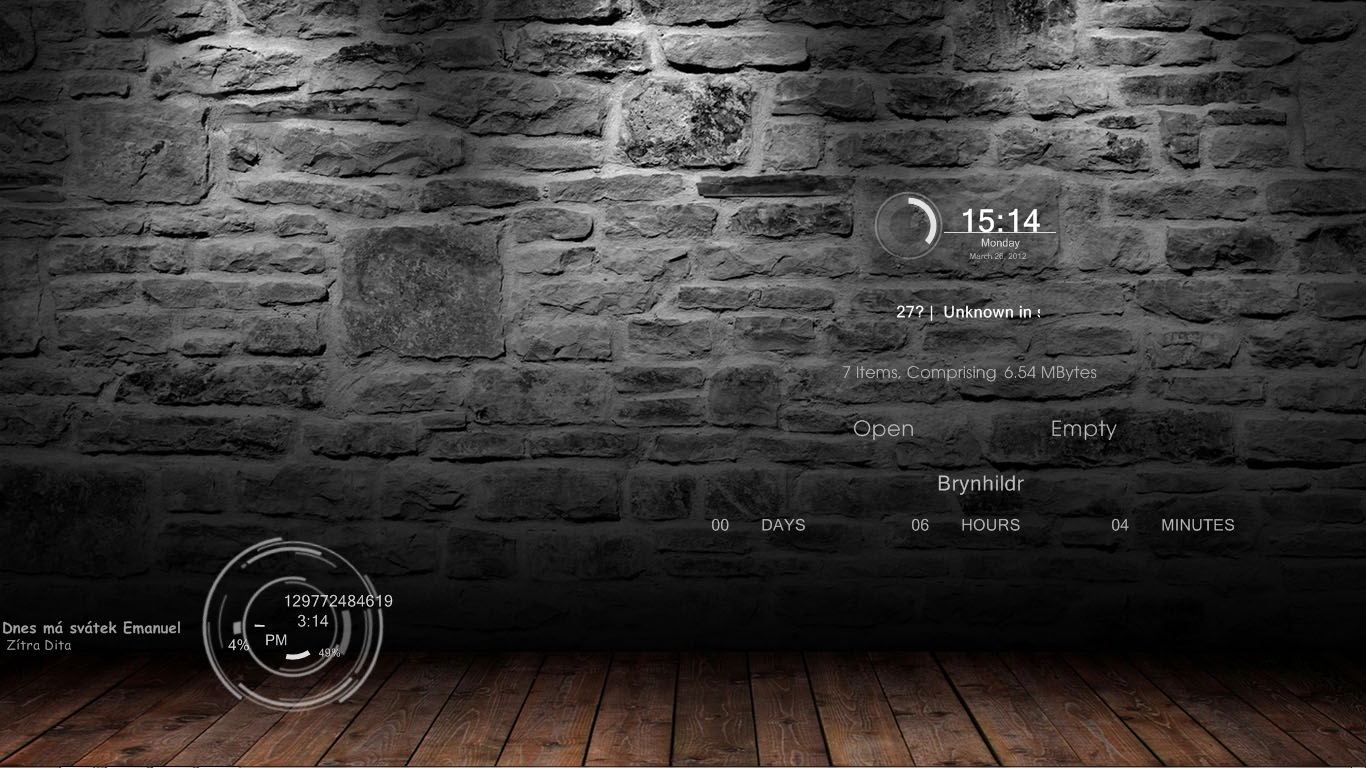 15:14
Monday
March 26, 2012
27? | Unknown in
7 Items, Comprising 6.54 MBytes
Open Empty
Brynhildr
00 DAYS 06 HOURS 04 MINUTES
129772484619
3:14
PM
4%
49%
Dnes má svátek Emanuel
Zítra Dita